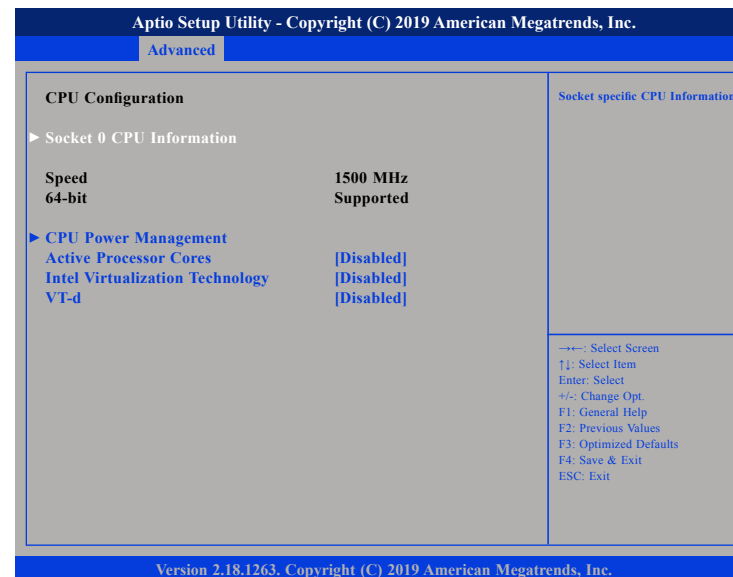 Aptio Setup Utility - Copyright (C) 2019 American Megatrends, Inc.
Advanced
CPU Configuration
► Socket 0 CPU Information
Speed 1500 MHz
64-bit Supported
► CPU Power Management
Active Processor Cores [Disabled]
Intel Virtualization Technology [Disabled]
VT-d [Disabled]
Socket specific CPU Information
→←: Select Screen
↑↓: Select Item
Enter: Select
+/-: Change Opt.
F1: General Help
F2: Previous Values
F3: Optimized Defaults
F4: Save & Exit
ESC: Exit
Version 2.18.1263. Copyright (C) 2019 American Megatrends, Inc.